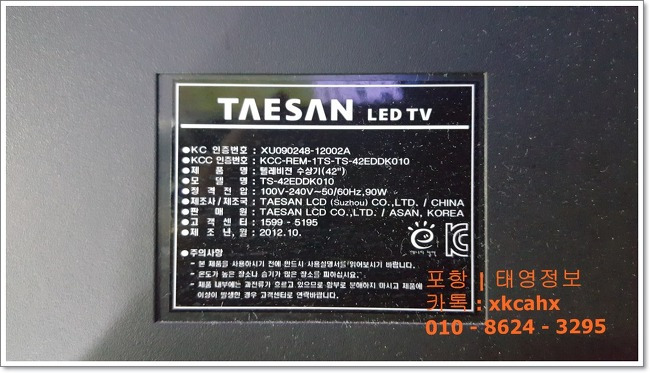 TAESAN LED TV
●KC 인증번호 : XU090248-12002A
●KCC 인증번호 : KCC-REM-1TS-TS-42EDDK010
●제 품 명 : 텔레비젼 수상기(42")
●모 델 명 : TS-42EDDK010
●정격전압 : 100V-240V~50/60Hz,90W
●제조사/제조국 : TAESAN LCD (Suzhou) CO.,LTD. / CHINA
●판 매 원 : TAESAN LCD CO.,LTD. / ASAN, KOREA
●고객센터 : 1599 - 5195
●제조년월 : 2012.10.
●주의사항
- 본 제품을 사용하시기 전에 반드시 사용설명서를 읽어보시기 바랍니다.
- 온도가 높은 장소나 습기가 많은 장소를 피하십시요.
- 제품 내부에는 고전류가 흐르고 있으므로 함부로 분해하지 마시고 제품에
이상이 발생한 경우 고객센터로 연락바랍니다.
포항 | 태영정보
카톡 : xkcahx
010 - 8624 - 3295